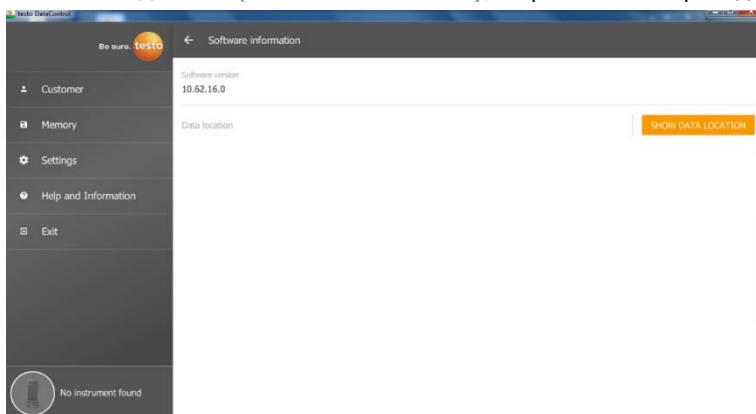 testo DataControl
Be sure. testo
← Software information
Customer
Memory
Settings
Help and Information
Exit
Software version
10.62.16.0
Data location
SHOW DATA LOCATION
No instrument found